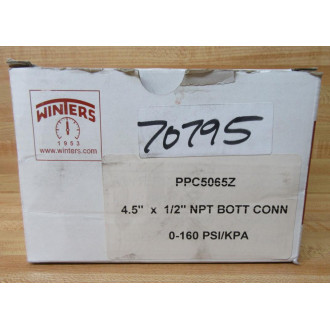 WINTERS
1953
www.winters.com
70795
PPC5065Z
4.5" x 1/2" NPT BOTT CONN
0-160 PSI/KPA